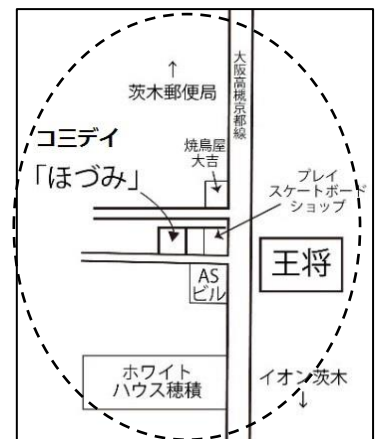 大阪高槻京都線
↑
茨木郵便局
コミデイ
「ほづみ」
焼鳥屋
大吉
プレイ
スケートボード
ショップ
王将
AS
ビル
ホワイト
ハウス穂積
イオン茨木
↓